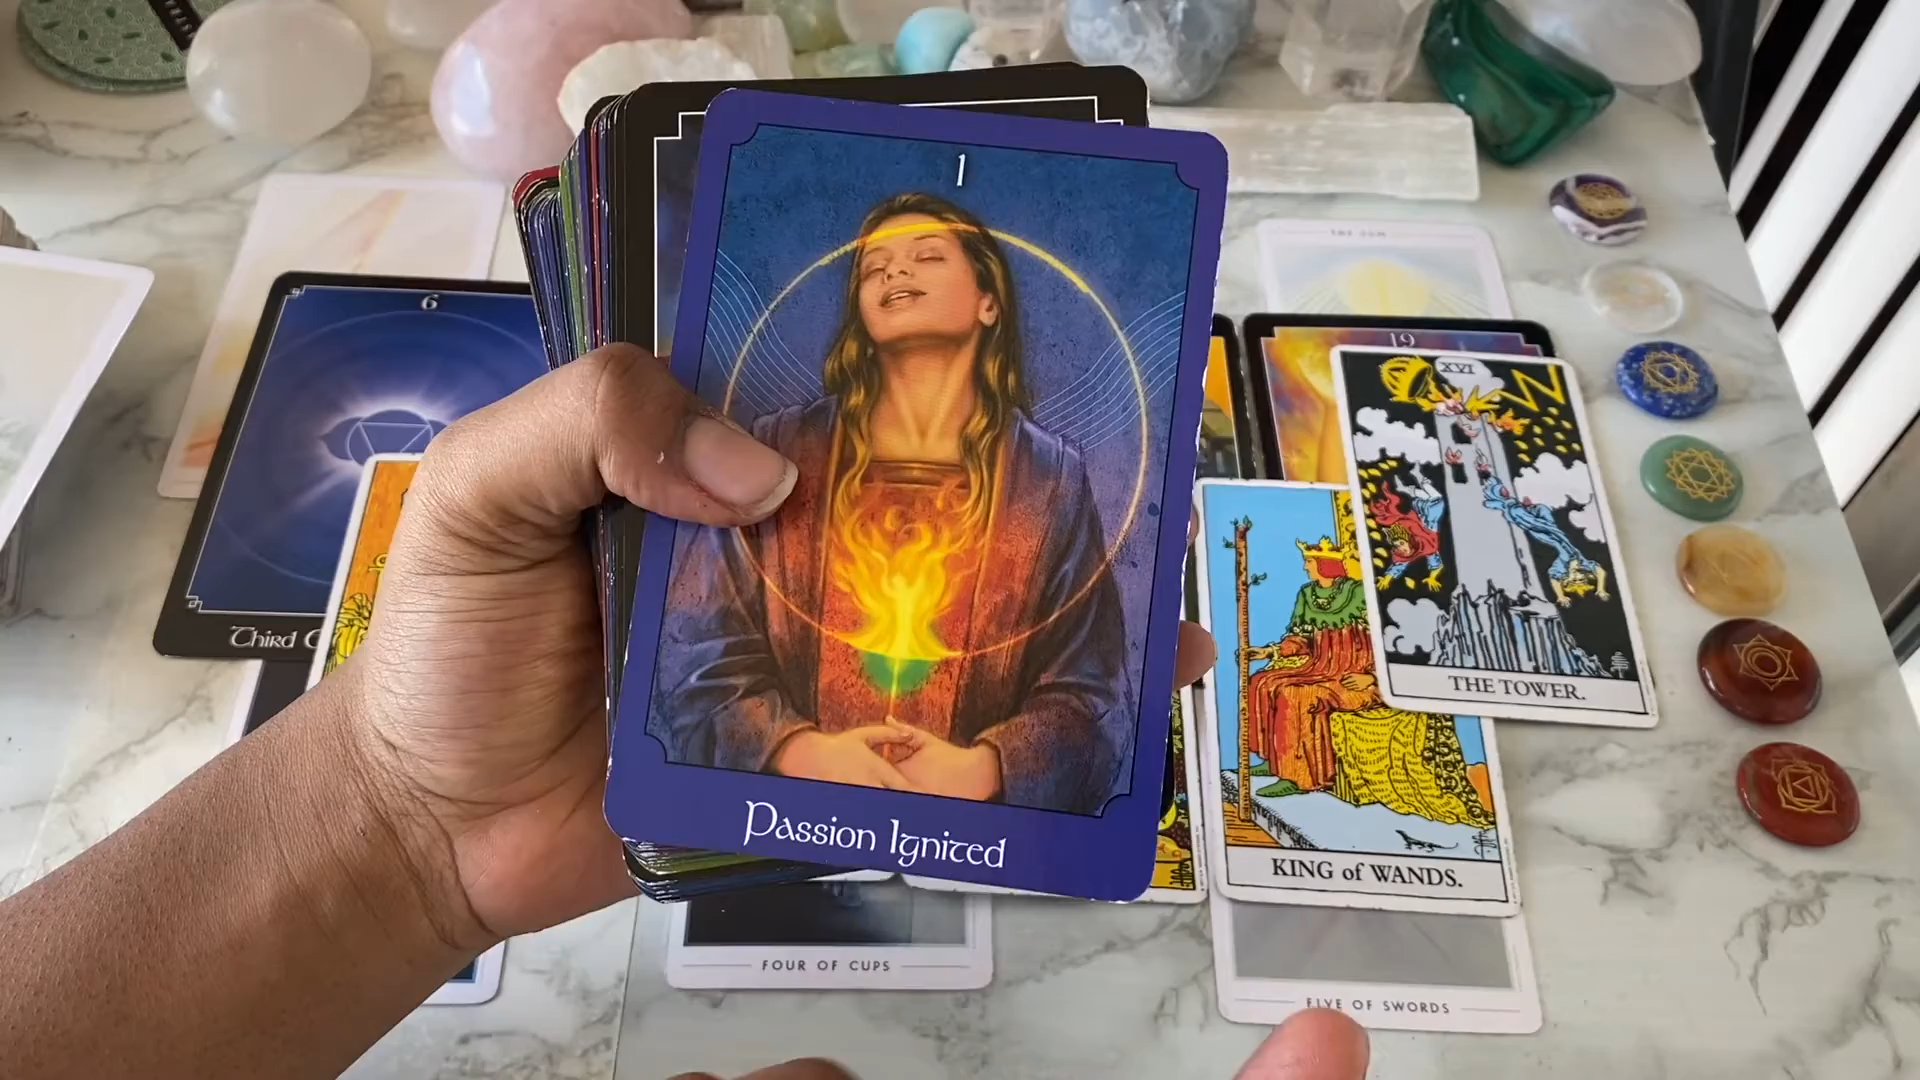 1
Passion Ignited
6
Third
19
XVI
THE TOWER.
KING of WANDS.
FOUR OF CUPS
FIVE OF SWORDS